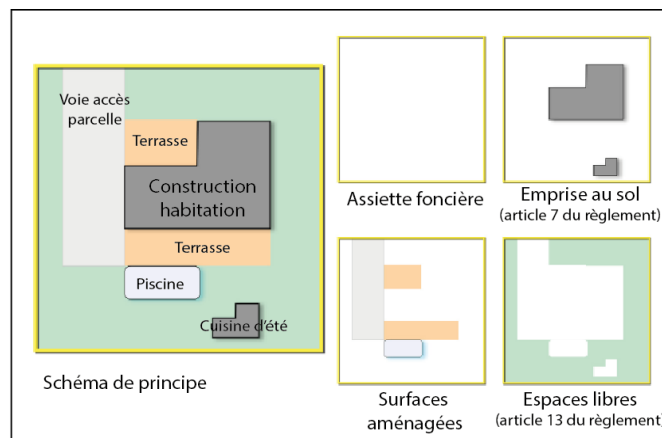 Voie accès
parcelle
Terrasse
Construction
habitation
Terrasse
Piscine
Cuisine d'été
Schéma de principe
Assiette foncière
Emprise au sol
(article 7 du règlement)
Surfaces
aménagées
Espaces libres
(article 13 du règlement)